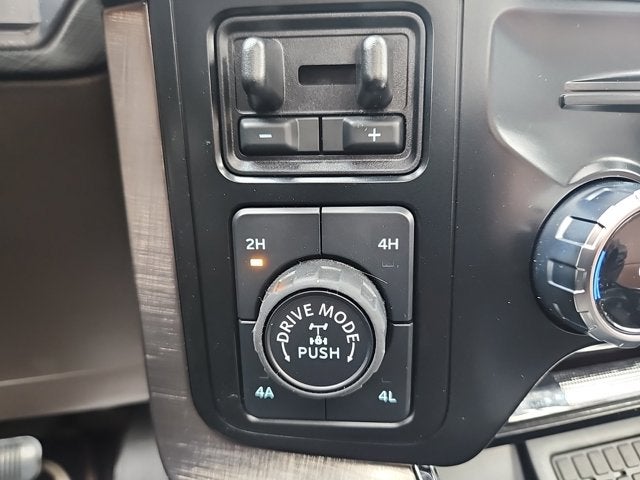 − +
2H 4H
DRIVE MODE
PUSH
4A 4L